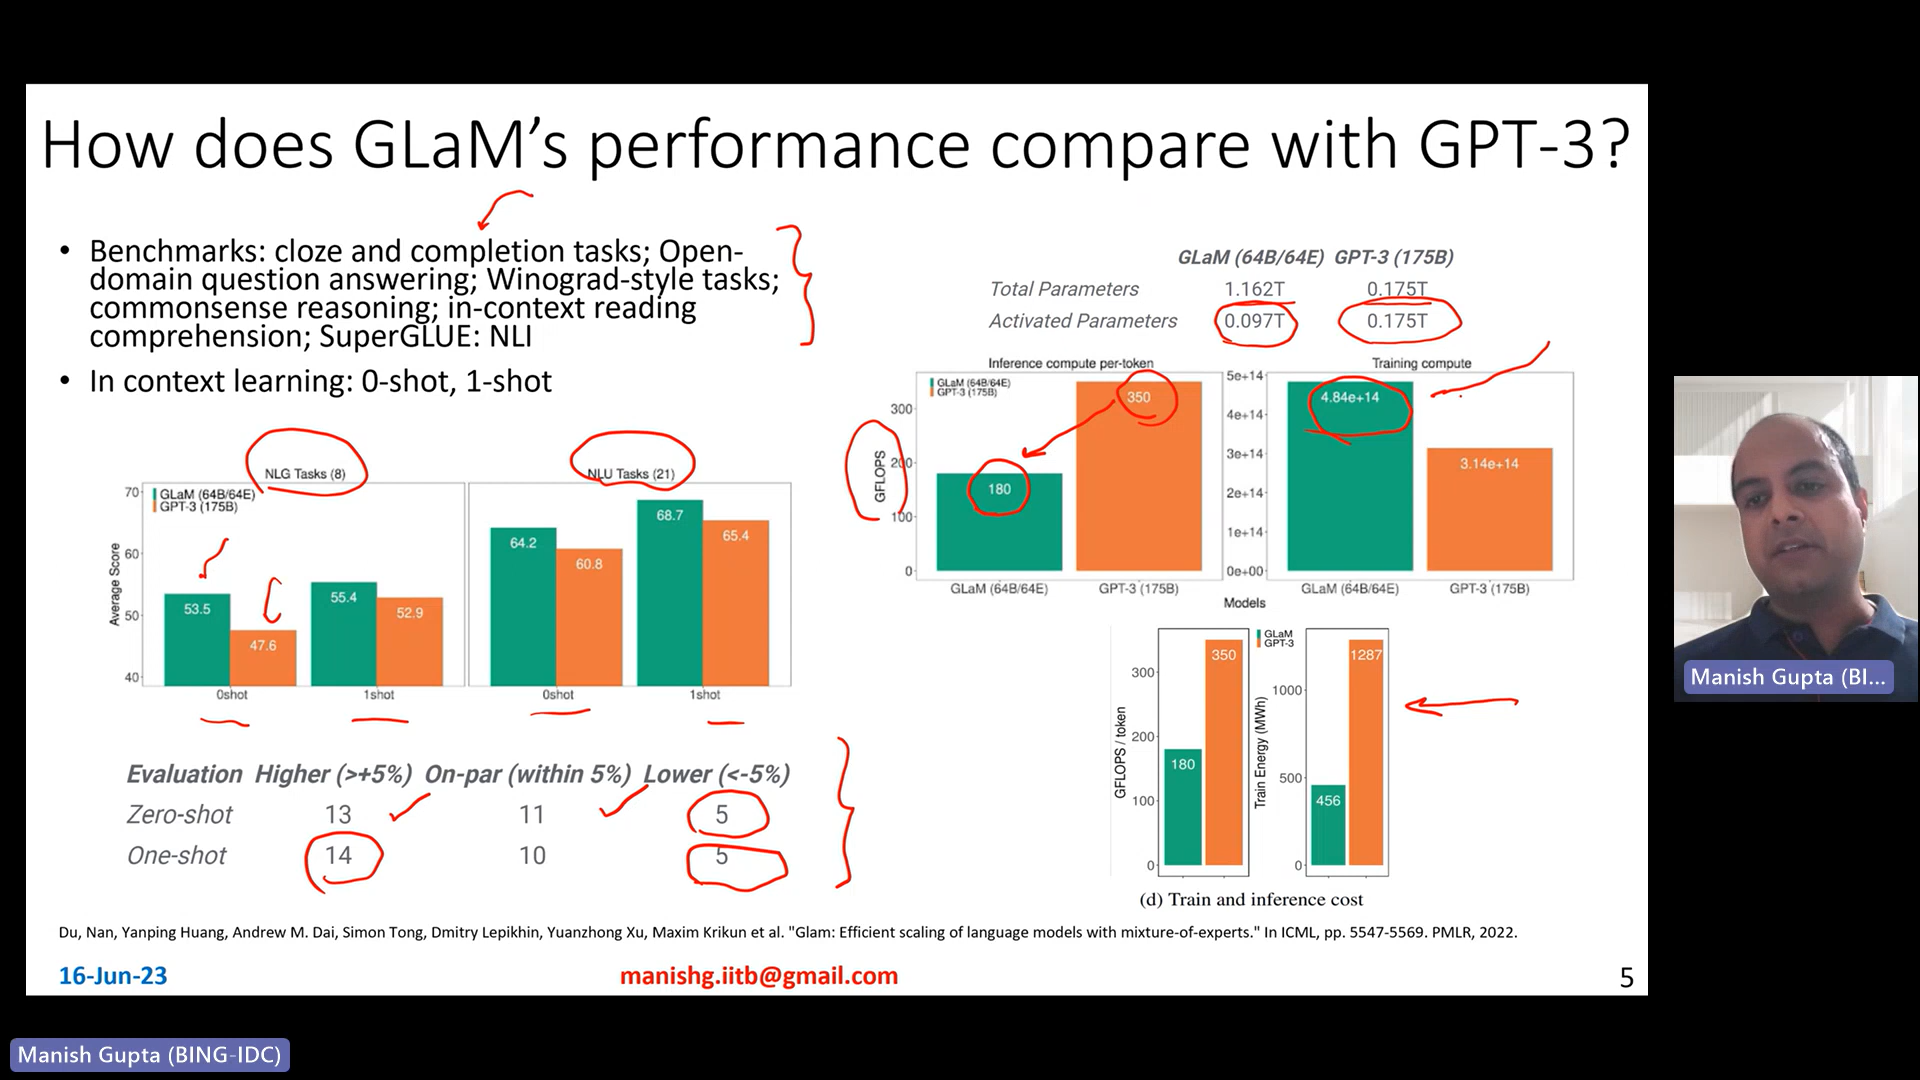 How does GLaM’s performance compare with GPT-3?
• Benchmarks: cloze and completion tasks; Open-
domain question answering; Winograd-style tasks;
commonsense reasoning; in-context reading
comprehension; SuperGLUE: NLI
• In context learning: 0-shot, 1-shot
NLG Tasks (8)
NLU Tasks (21)
GLaM (64B/64E)
GPT-3 (175B)
Average Score
70
60
50
40
53.5
47.6
55.4
52.9
64.2
60.8
68.7
65.4
0shot
1shot
0shot
1shot
Evaluation Higher (>+5%) On-par (within 5%) Lower (<-5%)
Zero-shot 13 11 5
One-shot 14 10 5
GLaM (64B/64E) GPT-3 (175B)
Total Parameters 1.162T 0.175T
Activated Parameters 0.097T 0.175T
Inference compute per-token
Training compute
GLaM (64B/64E)
GPT-3 (175B)
GFLOPS
300
200
100
0
180
350
GLaM (64B/64E)
GPT-3 (175B)
5e+14
4e+14
3e+14
2e+14
1e+14
0e+00
4.84e+14
3.14e+14
GLaM (64B/64E)
GPT-3 (175B)
Models
GLaM
GPT-3
GFLOPS / token
300
200
100
0
180
350
Train Energy (MWh)
1000
500
0
456
1287
(d) Train and inference cost
Du, Nan, Yanping Huang, Andrew M. Dai, Simon Tong, Dmitry Lepikhin, Yuanzhong Xu, Maxim Krikun et al. "Glam: Efficient scaling of language models with mixture-of-experts." In ICML, pp. 5547-5569. PMLR, 2022.
16-Jun-23
manishg.iitb@gmail.com
5
Manish Gupta (BI...
Manish Gupta (BING-IDC)